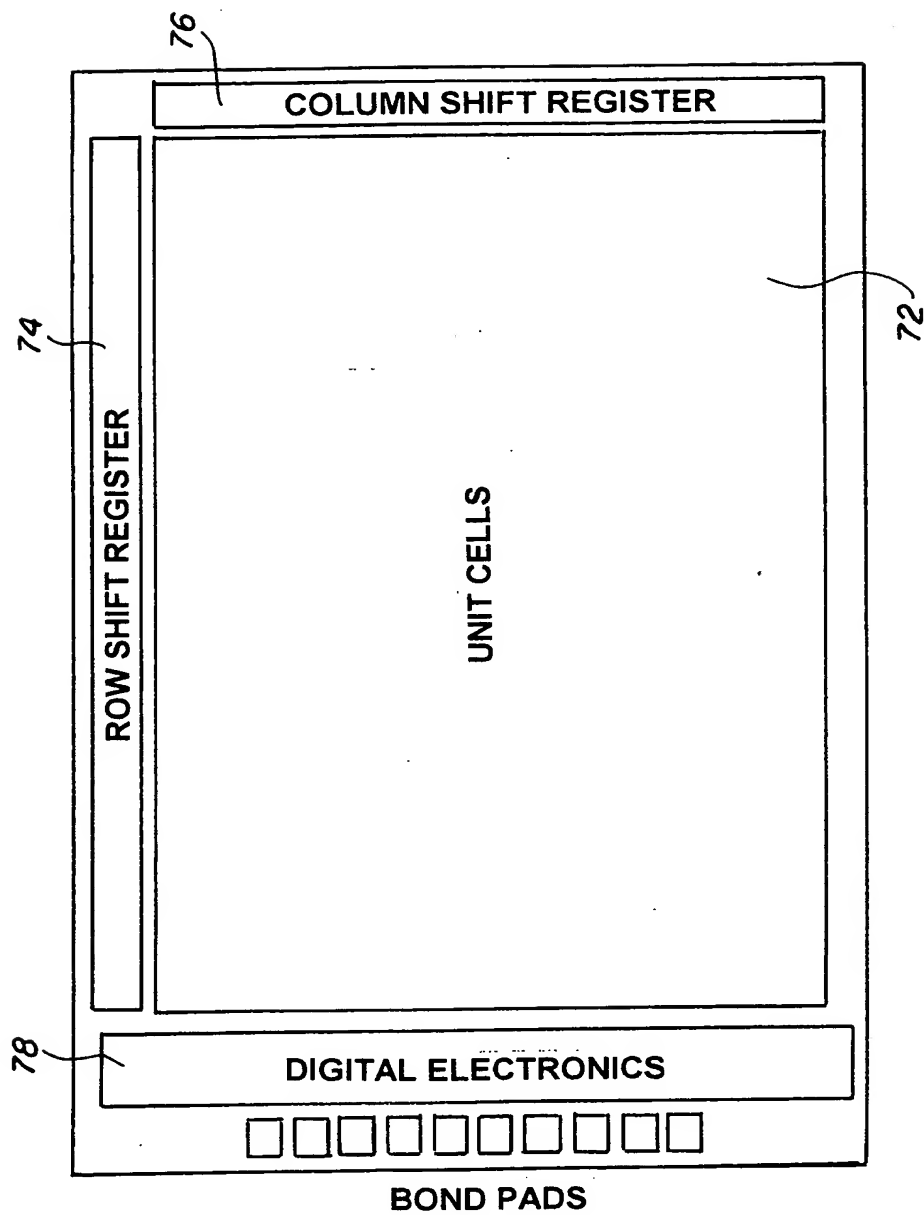 76
COLUMN SHIFT REGISTER
74
ROW SHIFT REGISTER
UNIT CELLS
72
78
DIGITAL ELECTRONICS
BOND PADS